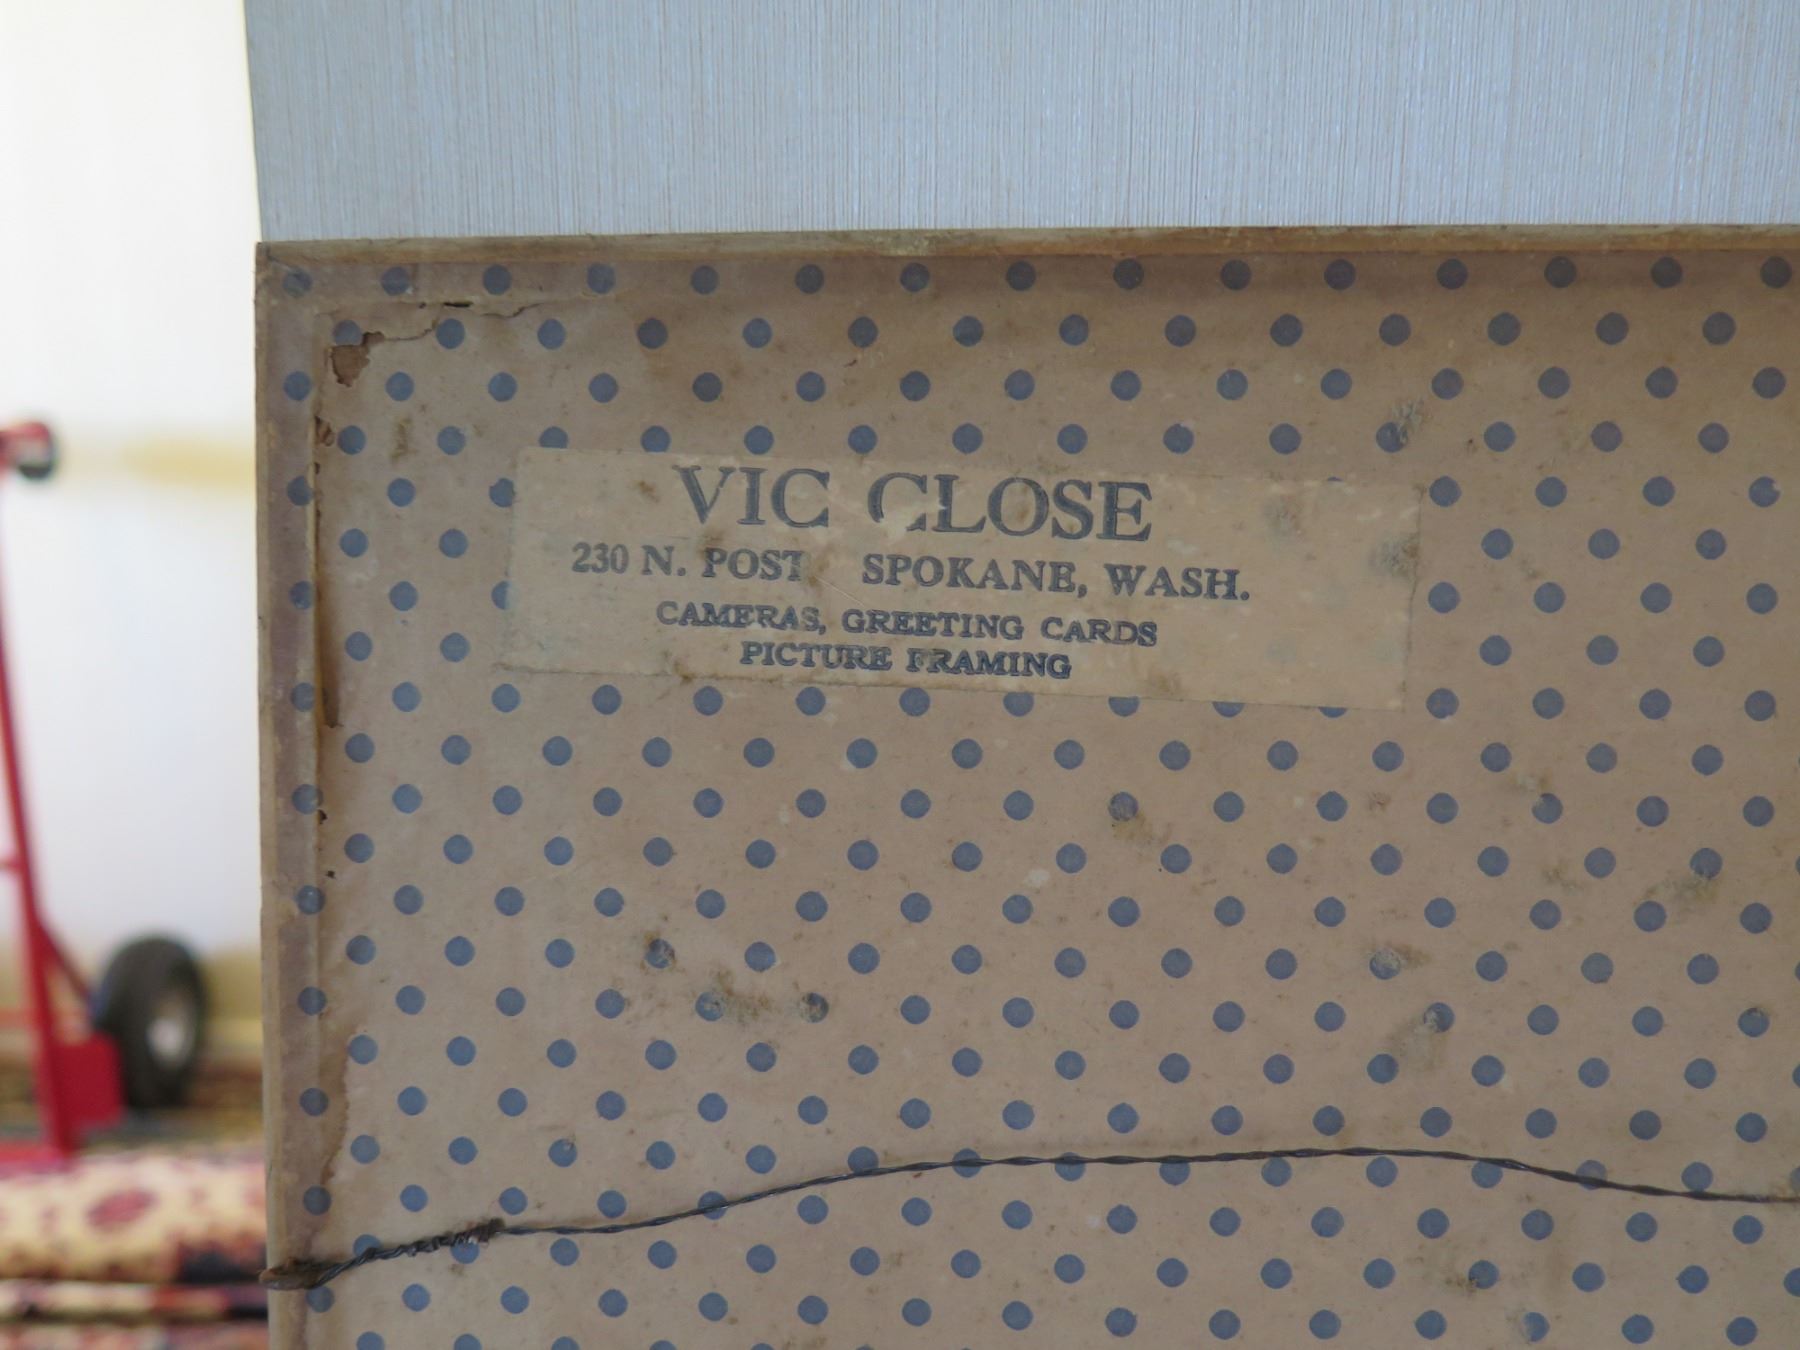 VIC CLOSE
230 N. POST SPOKANE, WASH.
CAMERAS, GREETING CARDS
PICTURE FRAMING